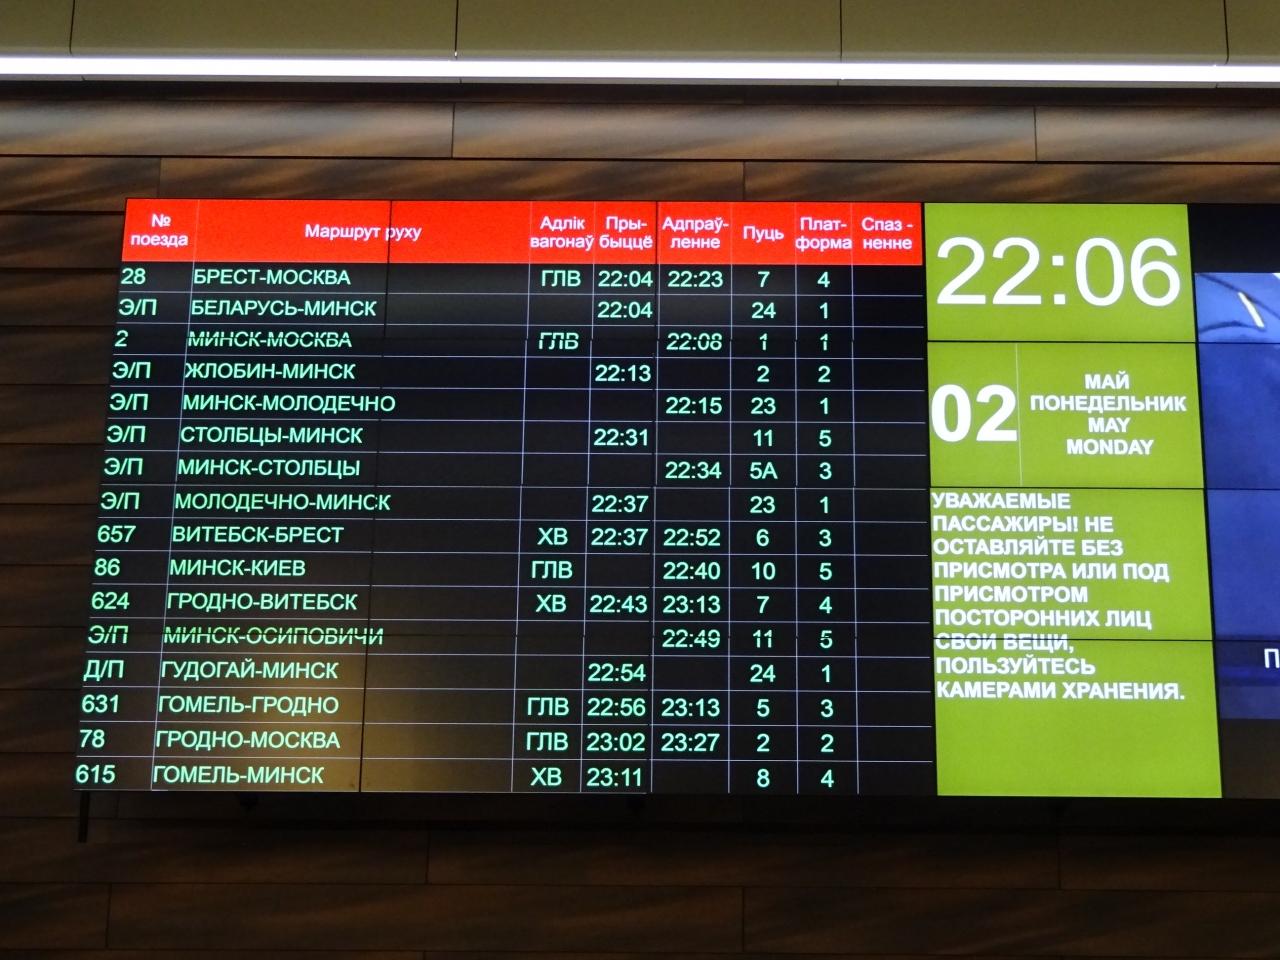 № поезда Маршрут руху Адлік вагонаў Пры-быццё Адпраў-ленне Пуць Плат-форма Спаз-ненне
28 БРЕСТ-МОСКВА ГЛВ 22:04 22:23 7 4
Э/П БЕЛАРУСЬ-МИНСК 22:04 24 1
2 МИНСК-МОСКВА ГЛВ 22:08 1 1
Э/П ЖЛОБИН-МИНСК 22:13 2 2
Э/П МИНСК-МОЛОДЕЧНО 22:15 23 1
Э/П СТОЛБЦЫ-МИНСК 22:31 11 5
Э/П МИНСК-СТОЛБЦЫ 22:34 5А 3
Э/П МОЛОДЕЧНО-МИНСК 22:37 23 1
657 ВИТЕБСК-БРЕСТ ХВ 22:37 22:52 6 3
86 МИНСК-КИЕВ ГЛВ 22:40 10 5
624 ГРОДНО-ВИТЕБСК ХВ 22:43 23:13 7 4
Э/П МИНСК-ОСИПОВИЧИ 22:49 11 5
Д/П ГУДОГАЙ-МИНСК 22:54 24 1
631 ГОМЕЛЬ-ГРОДНО ГЛВ 22:56 23:13 5 3
78 ГРОДНО-МОСКВА ГЛВ 23:02 23:27 2 2
615 ГОМЕЛЬ-МИНСК ХВ 23:11 8 4
22:06
02
МАЙ
ПОНЕДЕЛЬНИК
MAY
MONDAY
УВАЖАЕМЫЕ
ПАССАЖИРЫ! НЕ
ОСТАВЛЯЙТЕ БЕЗ
ПРИСМОТРА ИЛИ ПОД
ПРИСМОТРОМ
ПОСТОРОННИХ ЛИЦ
СВОИ ВЕЩИ,
ПОЛЬЗУЙТЕСЬ
КАМЕРАМИ ХРАНЕНИЯ.